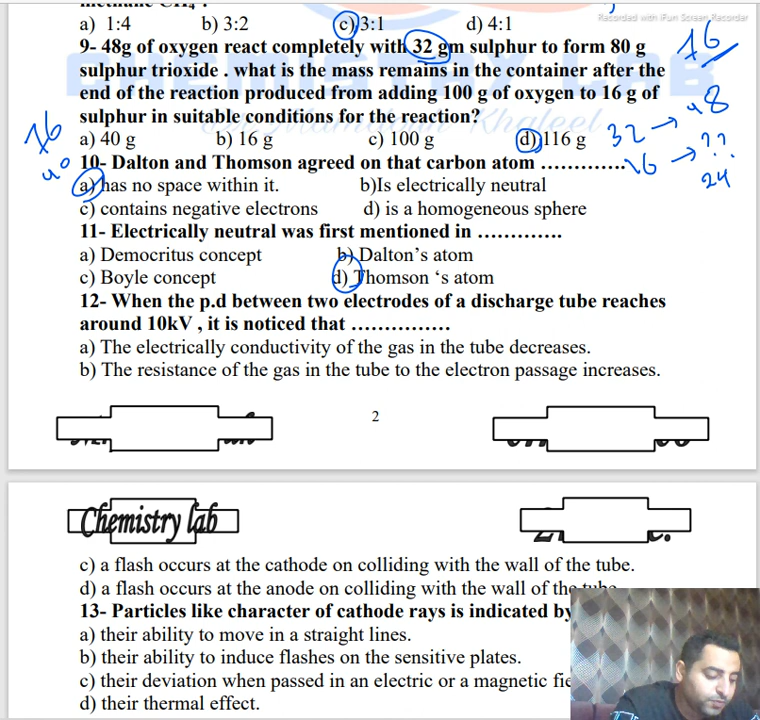 a) 1:4 b) 3:2 c) 3:1 d) 4:1
Recorded with iFun Screen Recorder
9- 48g of oxygen react completely with 32 gm sulphur to form 80 g
sulphur trioxide . what is the mass remains in the container after the
end of the reaction produced from adding 100 g of oxygen to 16 g of
sulphur in suitable conditions for the reaction?
a) 40 g b) 16 g c) 100 g d) 116 g
32 → 48
16 → ??
24
76
76
40
10- Dalton and Thomson agreed on that carbon atom ………….
a) has no space within it. b)Is electrically neutral
c) contains negative electrons d) is a homogeneous sphere
11- Electrically neutral was first mentioned in ………….
a) Democritus concept b) Dalton’s atom
c) Boyle concept d) Thomson ‘s atom
12- When the p.d between two electrodes of a discharge tube reaches
around 10kV , it is noticed that ……………
a) The electrically conductivity of the gas in the tube decreases.
b) The resistance of the gas in the tube to the electron passage increases.
2
Chemistry lab
c) a flash occurs at the cathode on colliding with the wall of the tube.
d) a flash occurs at the anode on colliding with the wall of the tube
13- Particles like character of cathode rays is indicated by
a) their ability to move in a straight lines.
b) their ability to induce flashes on the sensitive plates.
c) their deviation when passed in an electric or a magnetic fie
d) their thermal effect.